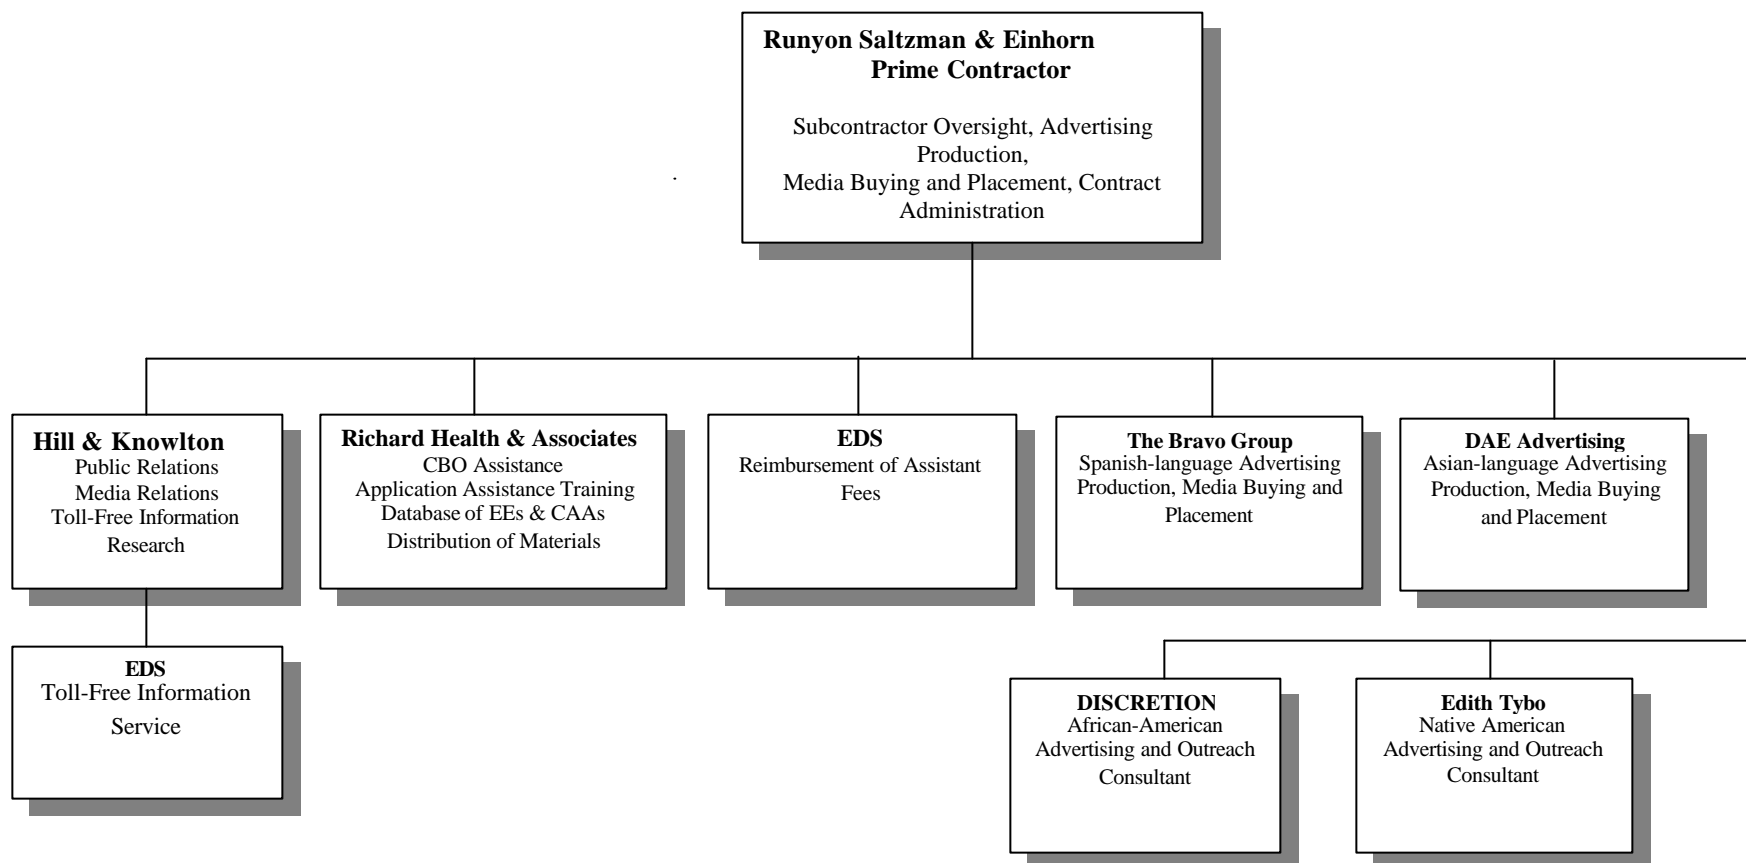 Runyon Saltzman & Einhorn
Prime Contractor
Subcontractor Oversight, Advertising
Production,
Media Buying and Placement, Contract
Administration
.
Hill & Knowlton
Public Relations
Media Relations
Toll-Free Information
Research
Richard Health & Associates
CBO Assistance
Application Assistance Training
Database of EEs & CAAs
Distribution of Materials
EDS
Reimbursement of Assistant
Fees
The Bravo Group
Spanish-language Advertising
Production, Media Buying and
Placement
DAE Advertising
Asian-language Advertising
Production, Media Buying
and Placement
EDS
Toll-Free Information
Service
DISCRETION
African-American
Advertising and Outreach
Consultant
Edith Tybo
Native American
Advertising and Outreach
Consultant